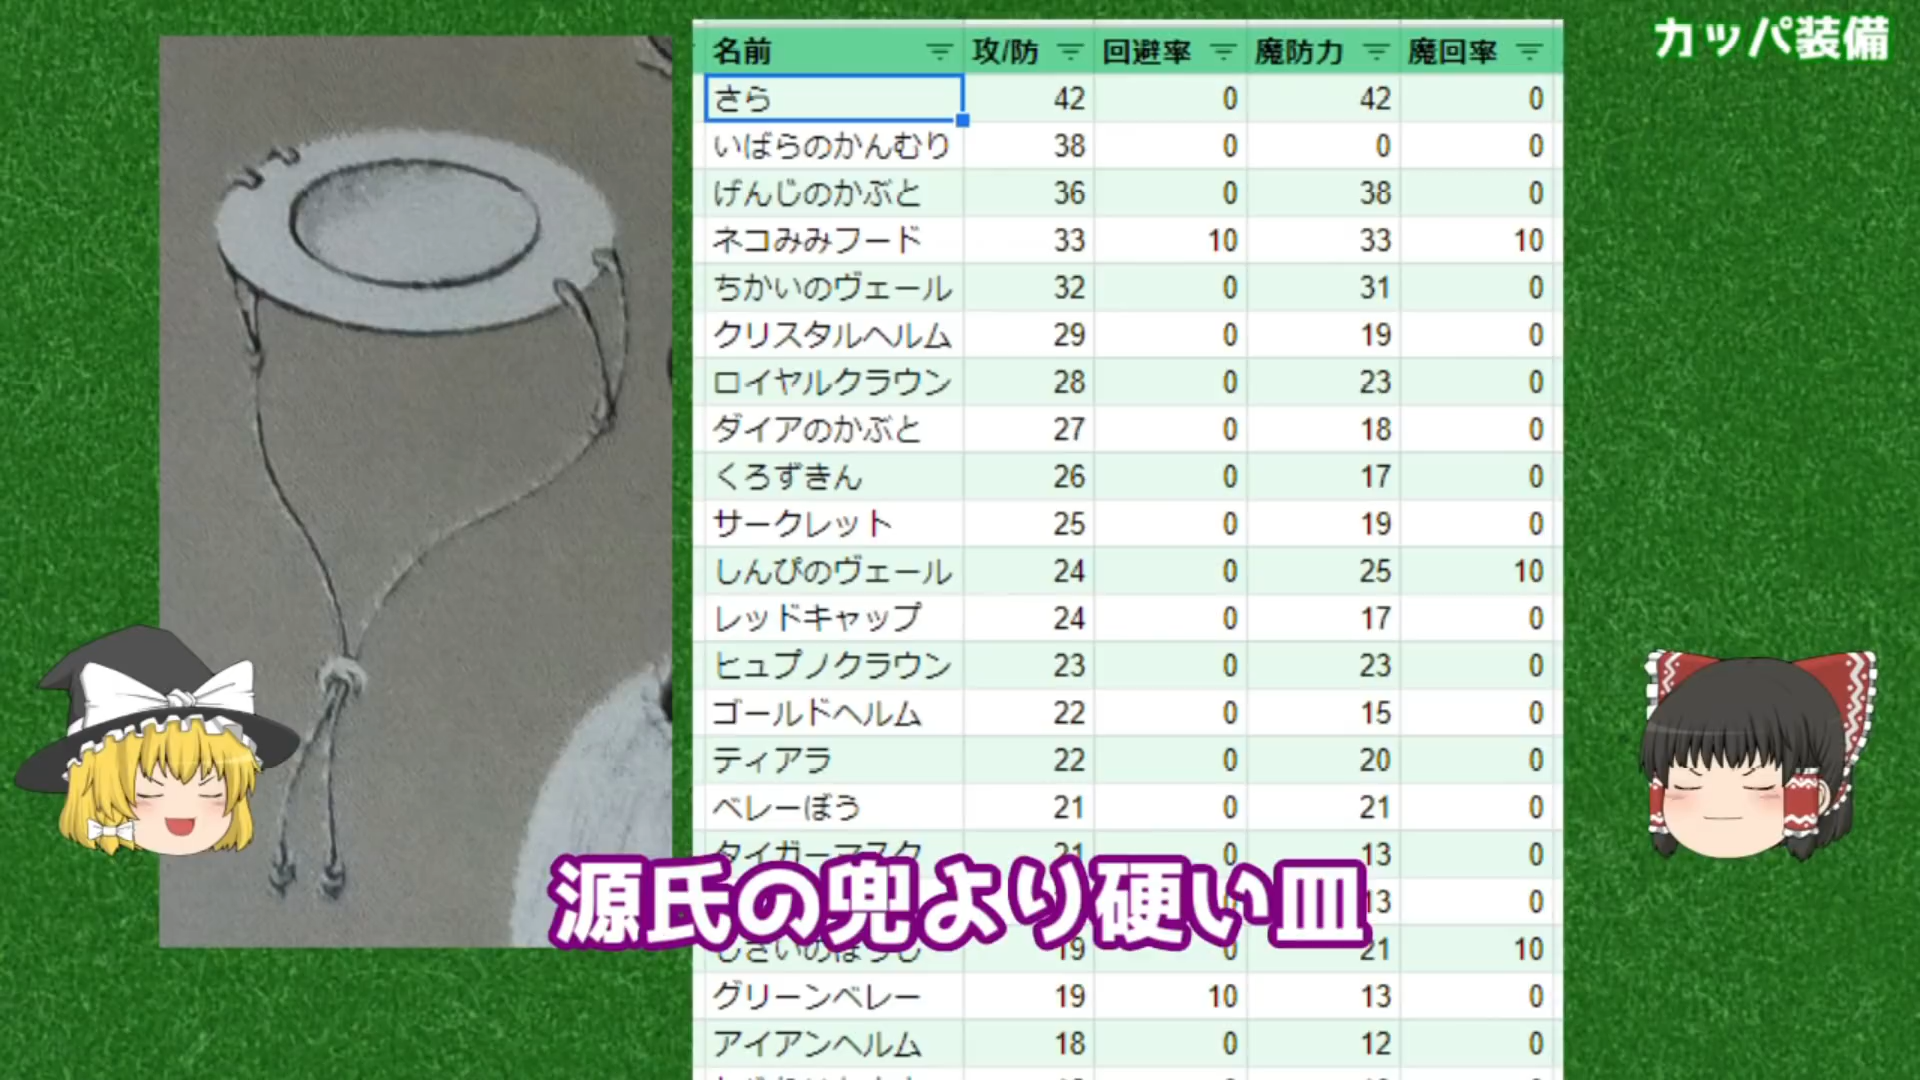 カッパ装備
名前 攻/防 回避率 魔防力 魔回率
さら 42 0 42 0
いばらのかんむり 38 0 0 0
げんじのかぶと 36 0 38 0
ネコみみフード 33 10 33 10
ちかいのヴェール 32 0 31 0
クリスタルヘルム 29 0 19 0
ロイヤルクラウン 28 0 23 0
ダイアのかぶと 27 0 18 0
くろずきん 26 0 17 0
サークレット 25 0 19 0
しんぴのヴェール 24 0 25 10
レッドキャップ 24 0 17 0
ヒュプノクラウン 23 0 23 0
ゴールドヘルム 22 0 15 0
ティアラ 22 0 20 0
ベレーぼう 21 0 21 0
タイガーマスク 21 0 13 0
源氏の兜より硬い皿
13 0
19 0 21 10
グリーンベレー 19 10 13 0
アイアンヘルム 18 0 12 0